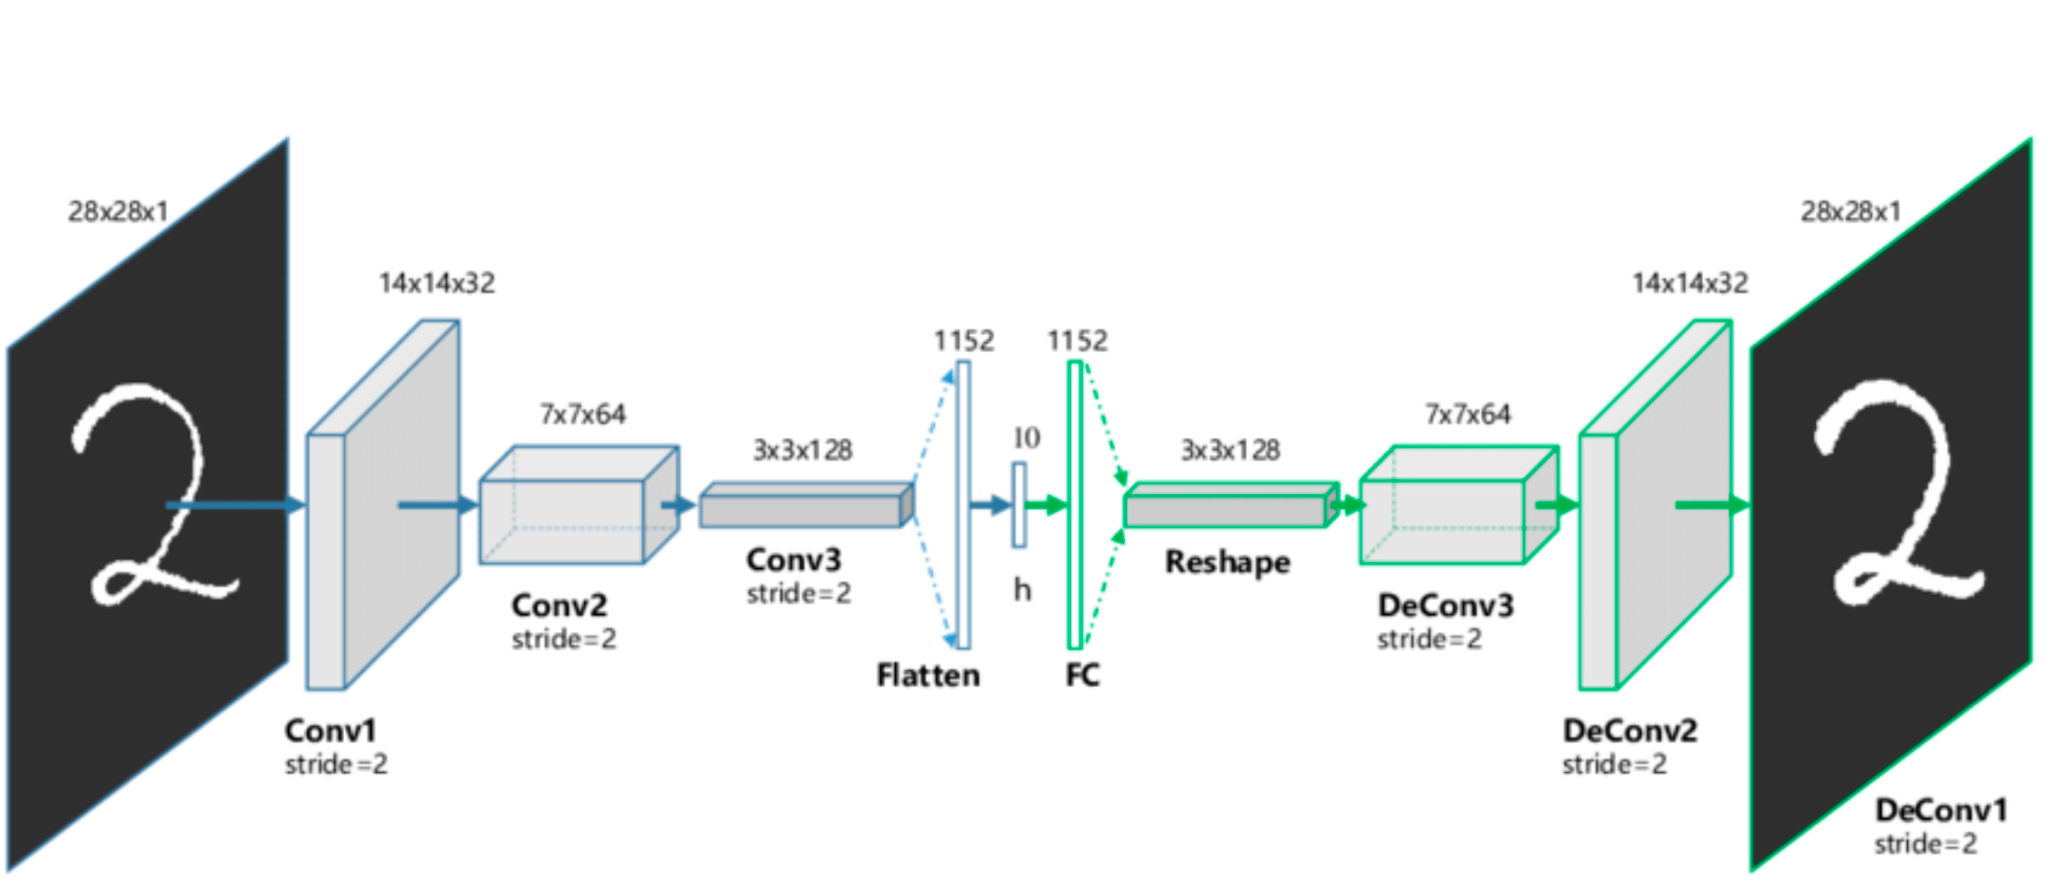 28x28x1
14x14x32
7x7x64
3x3x128
1152
10
1152
3x3x128
7x7x64
14x14x32
28x28x1
Conv1
stride=2
Conv2
stride=2
Conv3
stride=2
Flatten
h
FC
Reshape
DeConv3
stride=2
DeConv2
stride=2
DeConv1
stride=2
2
2